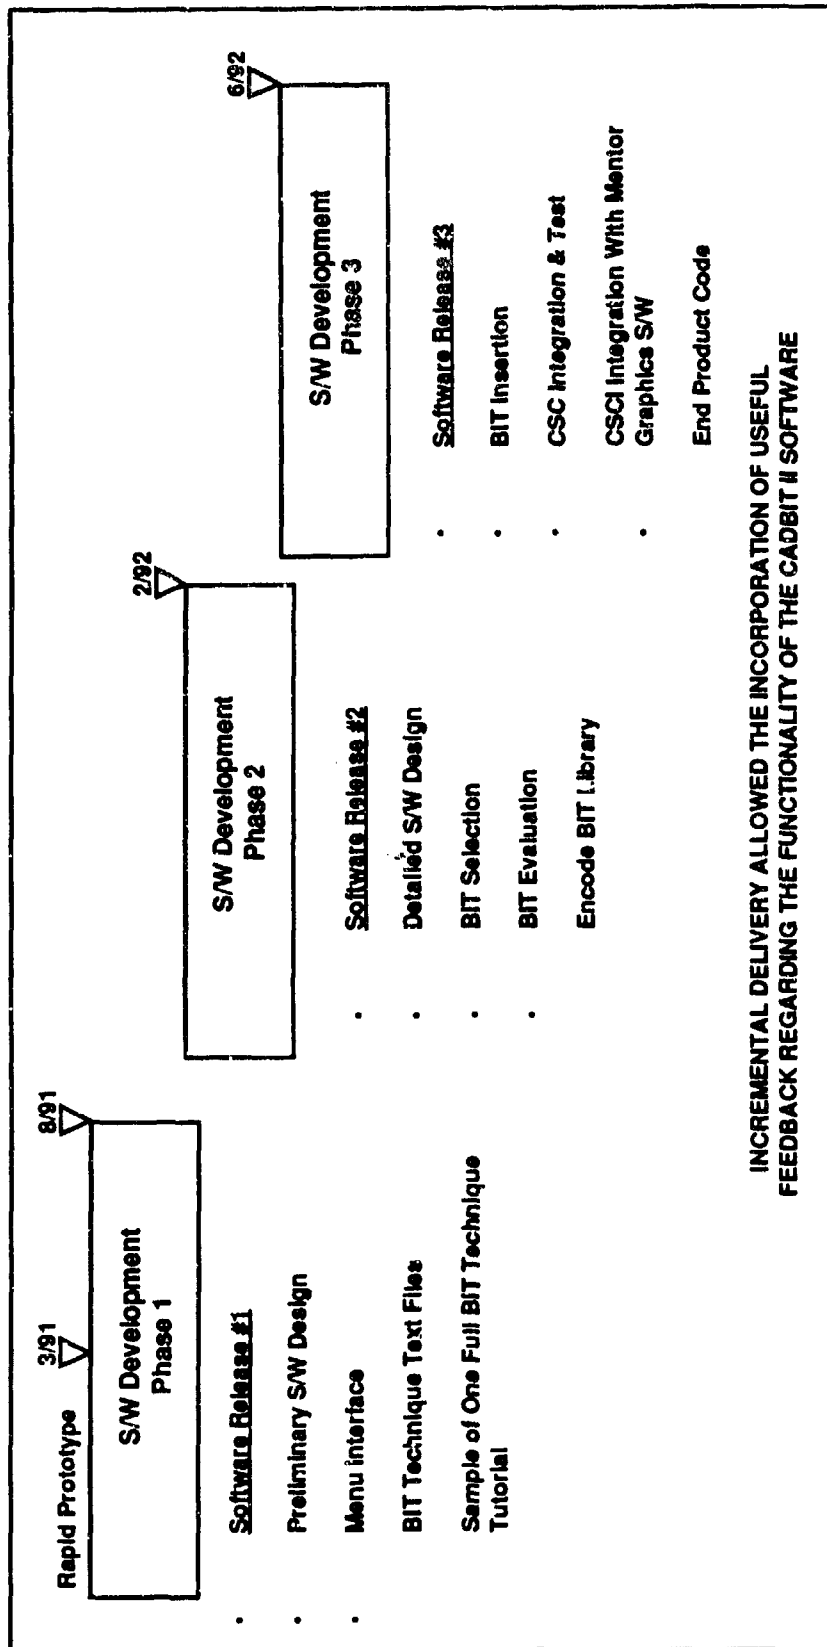 Rapid Prototype 3/91
8/91
S/W Development
Phase 1
• Software Release #1
• Preliminary S/W Design
• Menu Interface
BIT Technique Text Files
Sample of One Full BIT Technique
Tutorial
2/92
S/W Development
Phase 2
• Software Release #2
• Detailed S/W Design
• BIT Selection
• BIT Evaluation
Encode BIT Library
6/92
S/W Development
Phase 3
• Software Release #3
• BIT Insertion
• CSC Integration & Test
• CSCI Integration With Mentor
Graphics S/W
End Product Code
INCREMENTAL DELIVERY ALLOWED THE INCORPORATION OF USEFUL
FEEDBACK REGARDING THE FUNCTIONALITY OF THE CADBIT II SOFTWARE